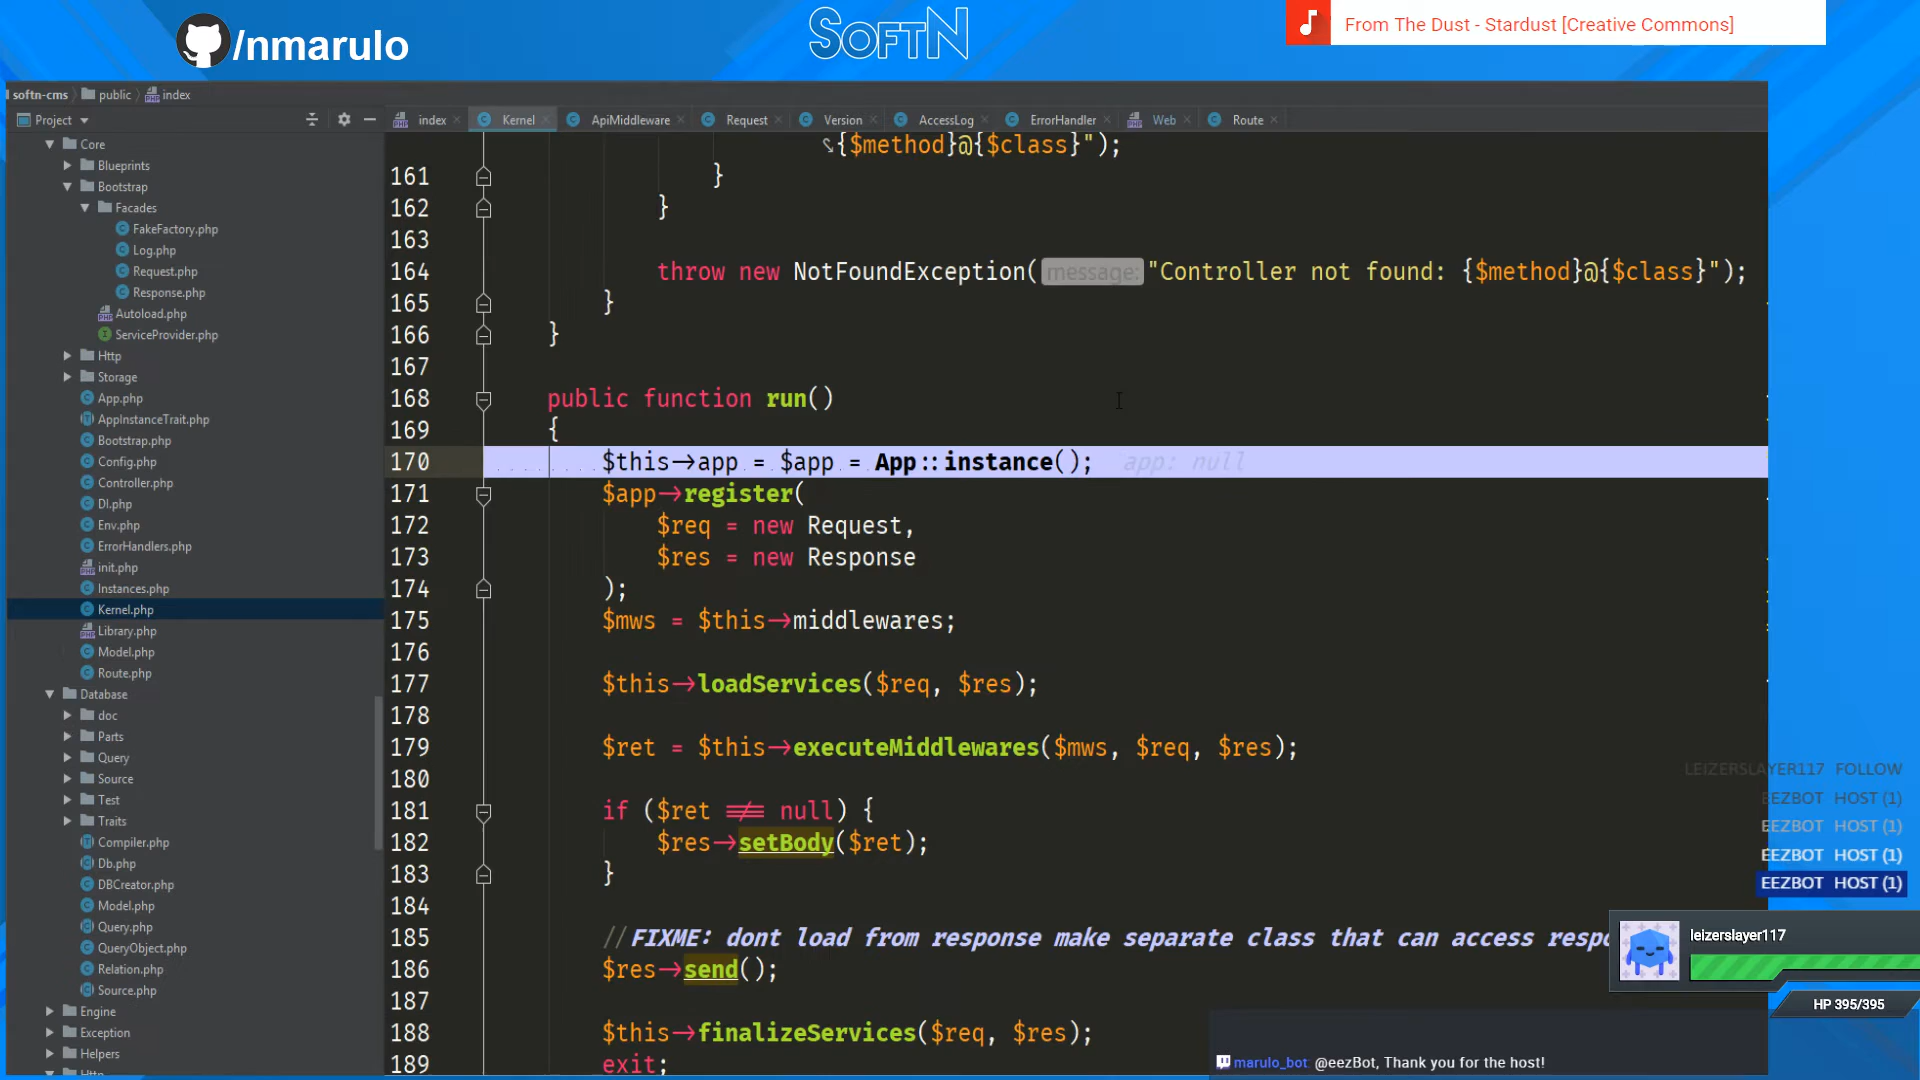 /nmarulo
SOFTN
From The Dust - Stardust [Creative Commons]
softn-cms public index
Project
index Kernel ApiMiddleware Request Version AccessLog ErrorHandler Web Route
Core
Blueprints
Bootstrap
Facades
FakeFactory.php
Log.php
Request.php
Response.php
Autoload.php
ServiceProvider.php
Http
Storage
App.php
AppInstanceTrait.php
Bootstrap.php
Config.php
Controller.php
DI.php
Env.php
ErrorHandlers.php
init.php
Instances.php
Kernel.php
Library.php
Model.php
Route.php
Database
doc
Parts
Query
Source
Test
Traits
Compiler.php
Db.php
DBCreator.php
Model.php
Query.php
QueryObject.php
Relation.php
Source.php
Engine
Exception
Helpers
{$method}@{$class}");
161 }
162 }
163
164 throw new NotFoundException( message: "Controller not found: {$method}@{$class}");
165 }
166 }
167
168 public function run()
169 {
170 $this→app = $app = App::instance(); app: null
171 $app→register(
172 $req = new Request,
173 $res = new Response
174 );
175 $mws = $this→middlewares;
176
177 $this→loadServices($req, $res);
178
179 $ret = $this→executeMiddlewares($mws, $req, $res);
180
181 if ($ret !== null) {
182 $res→setBody($ret);
183 }
184
185 //FIXME: dont load from response make separate class that can access respo
186 $res→send();
187
188 $this→finalizeServices($req, $res);
189 exit;
LEIZERSLAYER117 FOLLOW
EEZBOT HOST (1)
EEZBOT HOST (1)
EEZBOT HOST (1)
EEZBOT HOST (1)
leizerslayer117
HP 395/395
marulo_bot: @eezBot, Thank you for the host!